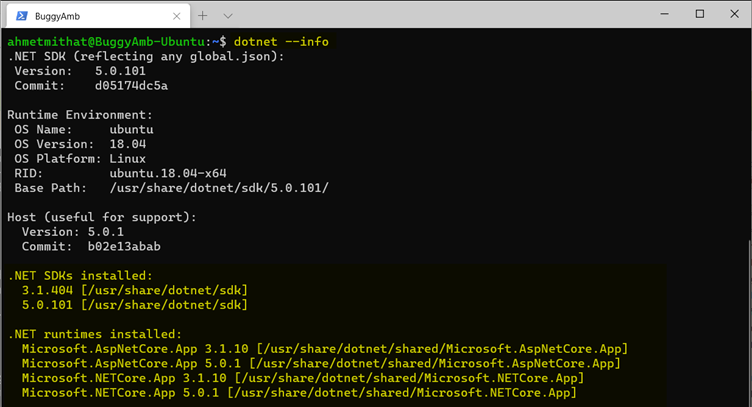 BuggyAmb
ahmetmithat@BuggyAmb-Ubuntu:~$ dotnet --info
.NET SDK (reflecting any global.json):
 Version:   5.0.101
 Commit:    d05174dc5a

Runtime Environment:
 OS Name:     ubuntu
 OS Version:  18.04
 OS Platform: Linux
 RID:         ubuntu.18.04-x64
 Base Path:   /usr/share/dotnet/sdk/5.0.101/

Host (useful for support):
  Version: 5.0.1
  Commit:  b02e13abab

.NET SDKs installed:
  3.1.404 [/usr/share/dotnet/sdk]
  5.0.101 [/usr/share/dotnet/sdk]

.NET runtimes installed:
  Microsoft.AspNetCore.App 3.1.10 [/usr/share/dotnet/shared/Microsoft.AspNetCore.App]
  Microsoft.AspNetCore.App 5.0.1 [/usr/share/dotnet/shared/Microsoft.AspNetCore.App]
  Microsoft.NETCore.App 3.1.10 [/usr/share/dotnet/shared/Microsoft.NETCore.App]
  Microsoft.NETCore.App 5.0.1 [/usr/share/dotnet/shared/Microsoft.NETCore.App]